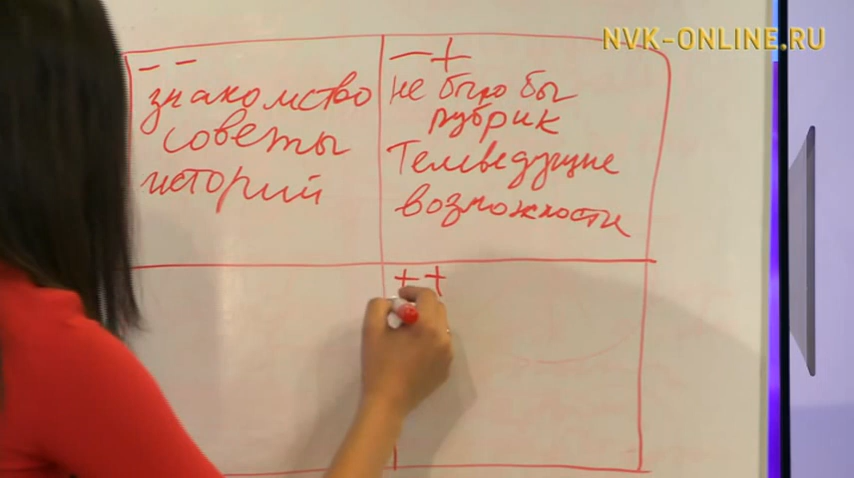 NVK-ONLINE.RU
– –
знакомство
советы
историй
– +
не было бы
рубрик
Телеведущие
возможности
+ +